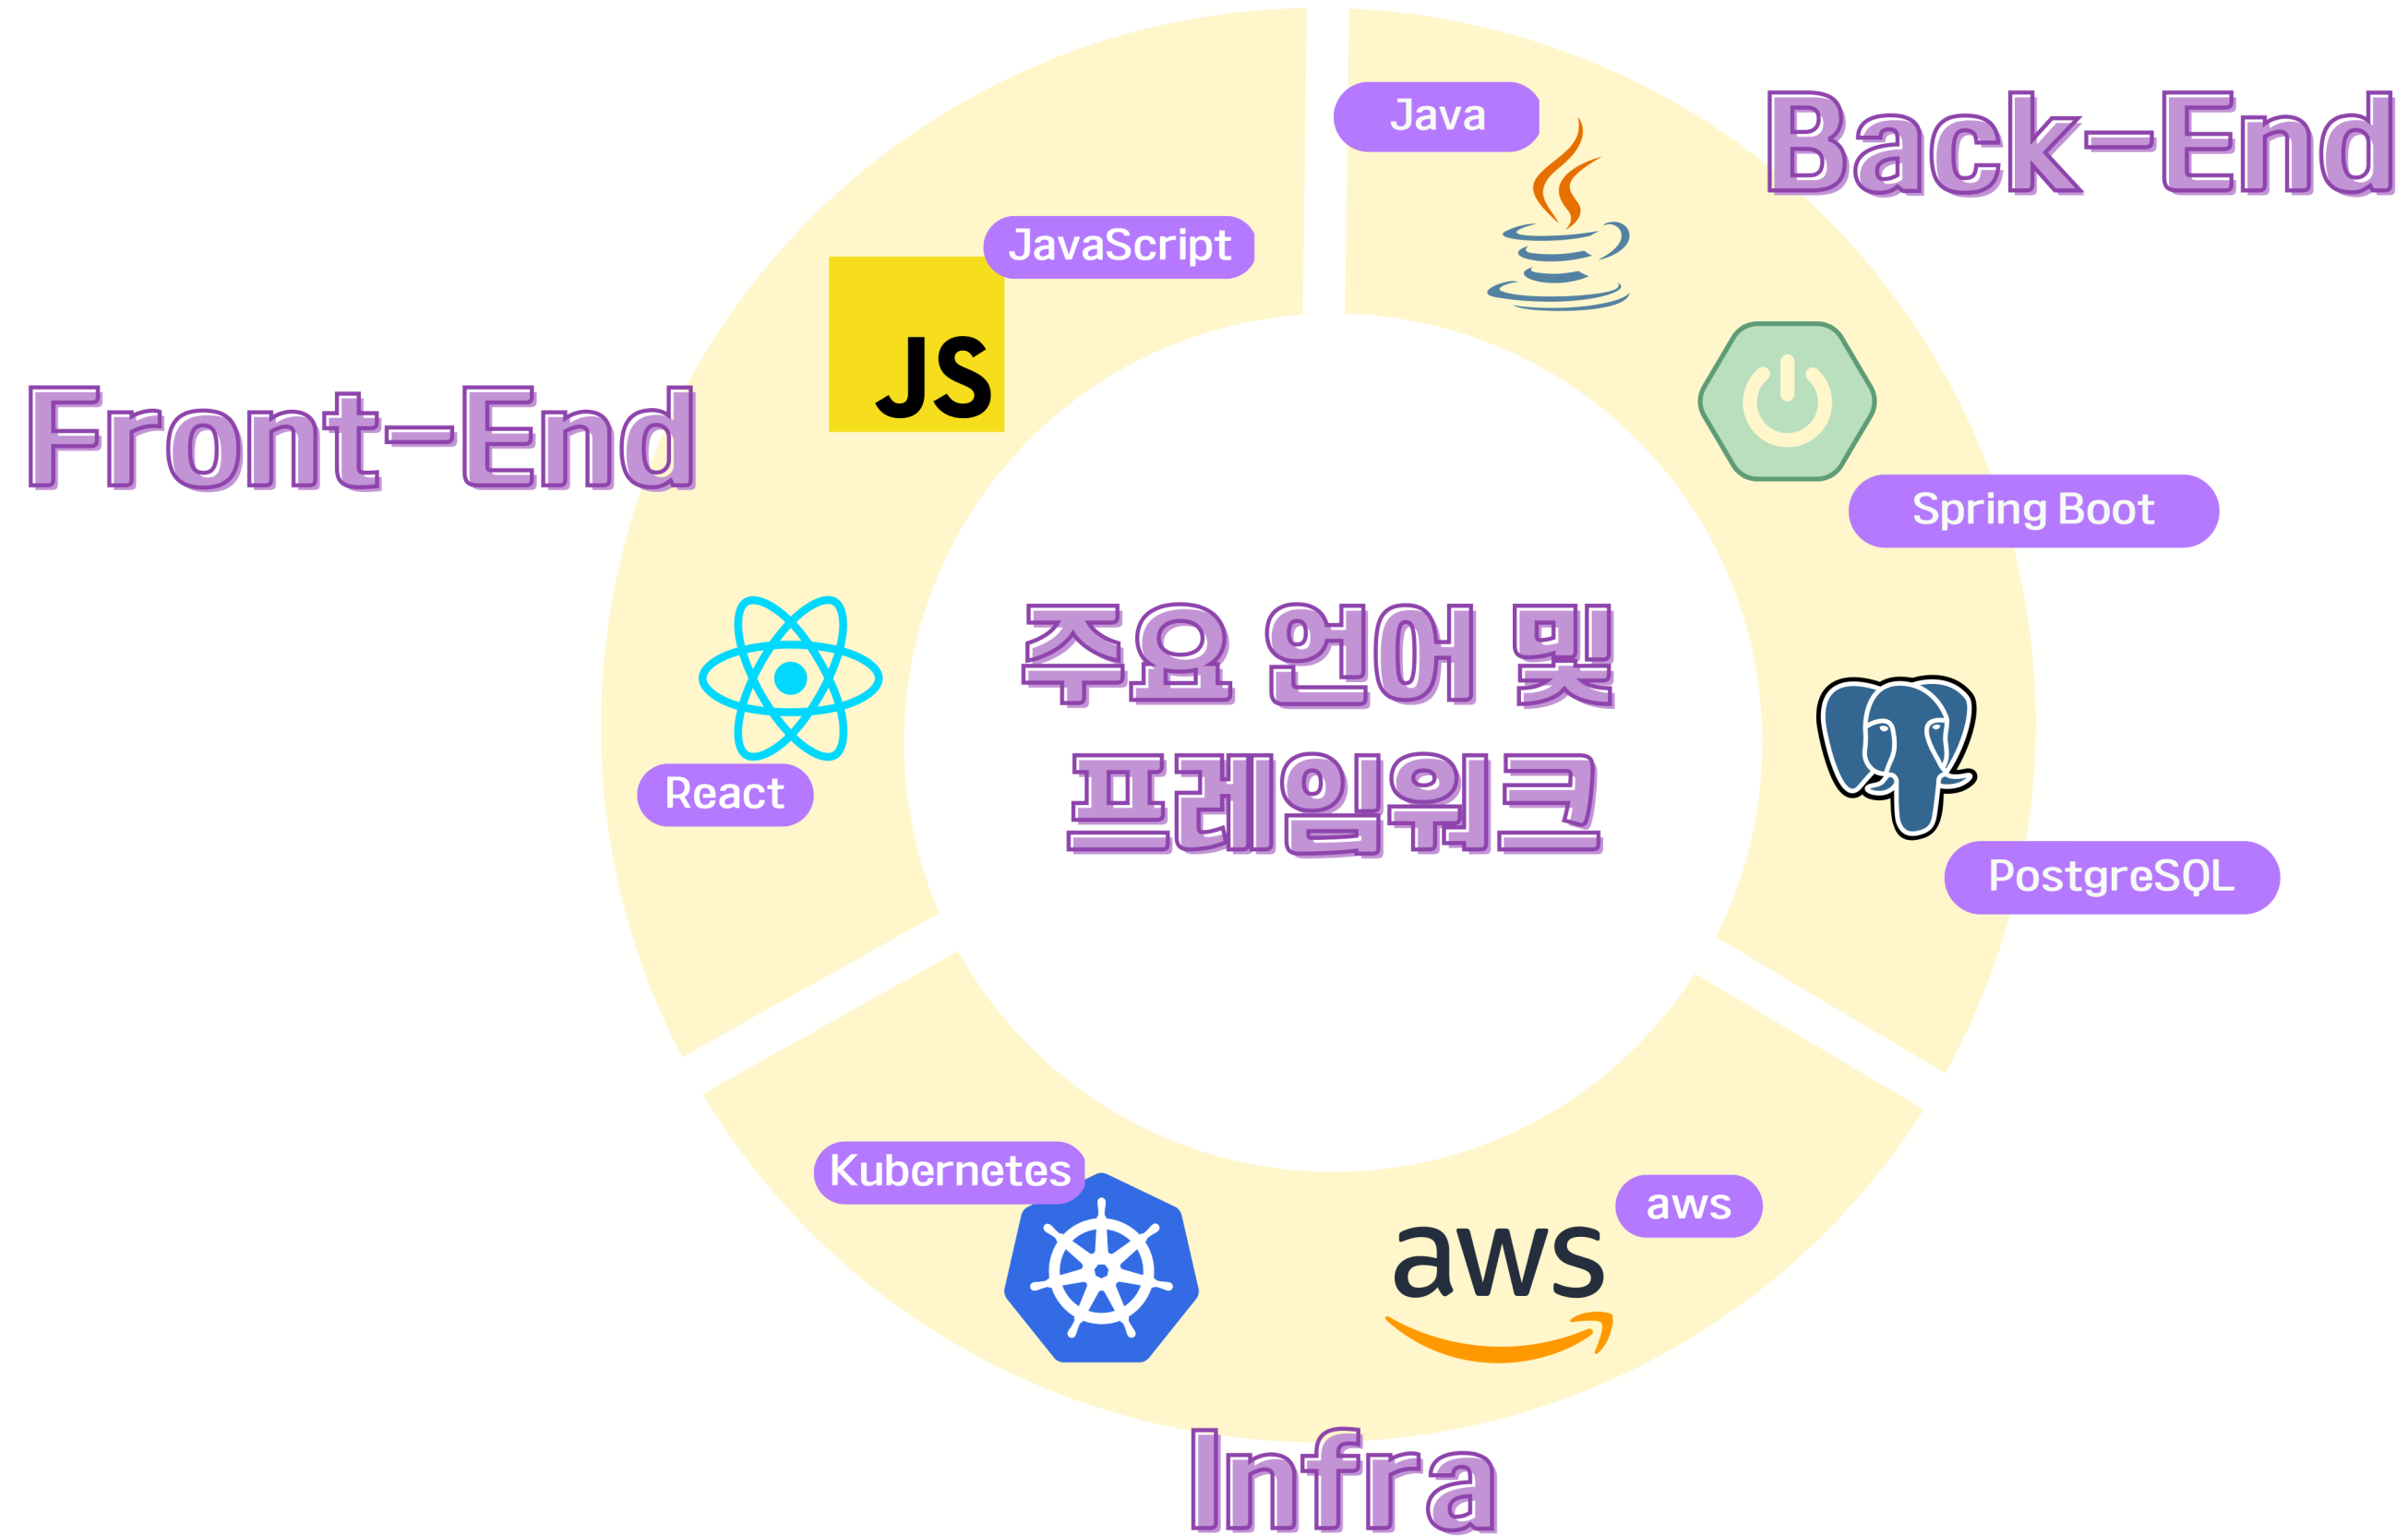 Java
Back-End
JavaScript
JS
Front-End
Spring Boot
주요 언어 및
프레임워크
React
PostgreSQL
Kubernetes
aws
aws
Infra